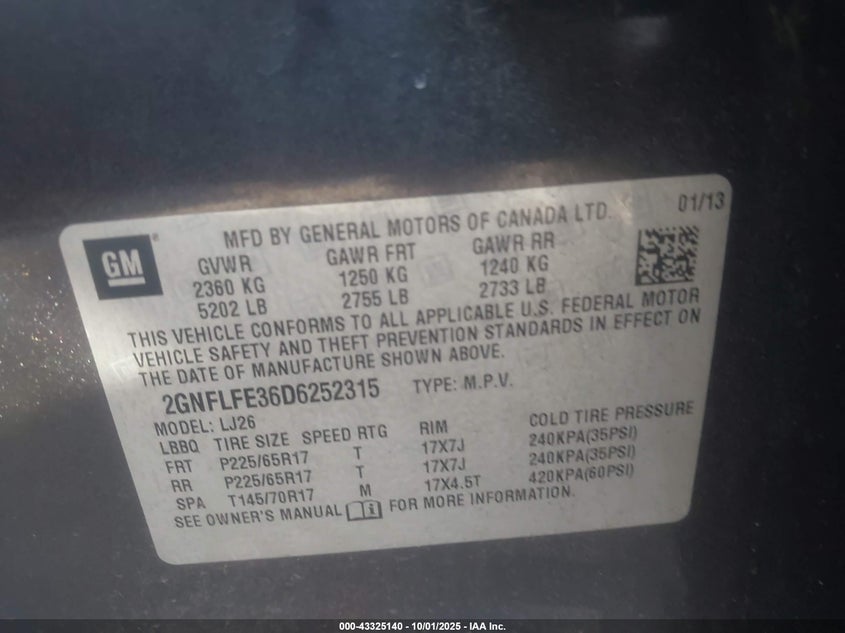 GM ®
MFD BY GENERAL MOTORS OF CANADA LTD. 01/13
GVWR GAWR FRT GAWR RR
2360 KG 1250 KG 1240 KG
5202 LB 2755 LB 2733 LB
THIS VEHICLE CONFORMS TO ALL APPLICABLE U.S. FEDERAL MOTOR
VEHICLE SAFETY AND THEFT PREVENTION STANDARDS IN EFFECT ON
THE DATE OF MANUFACTURE SHOWN ABOVE.
2GNFLFE36D6252315 TYPE: M.P.V.
MODEL: LJ26
LBBQ TIRE SIZE SPEED RTG RIM COLD TIRE PRESSURE
FRT P225/65R17 T 17X7J 240KPA(35PSI)
RR P225/65R17 T 17X7J 240KPA(35PSI)
SPA T145/70R17 M 17X4.5T 420KPA(60PSI)
SEE OWNER'S MANUAL i FOR MORE INFORMATION.
000-43325140 - 10/01/2025 - IAA Inc.